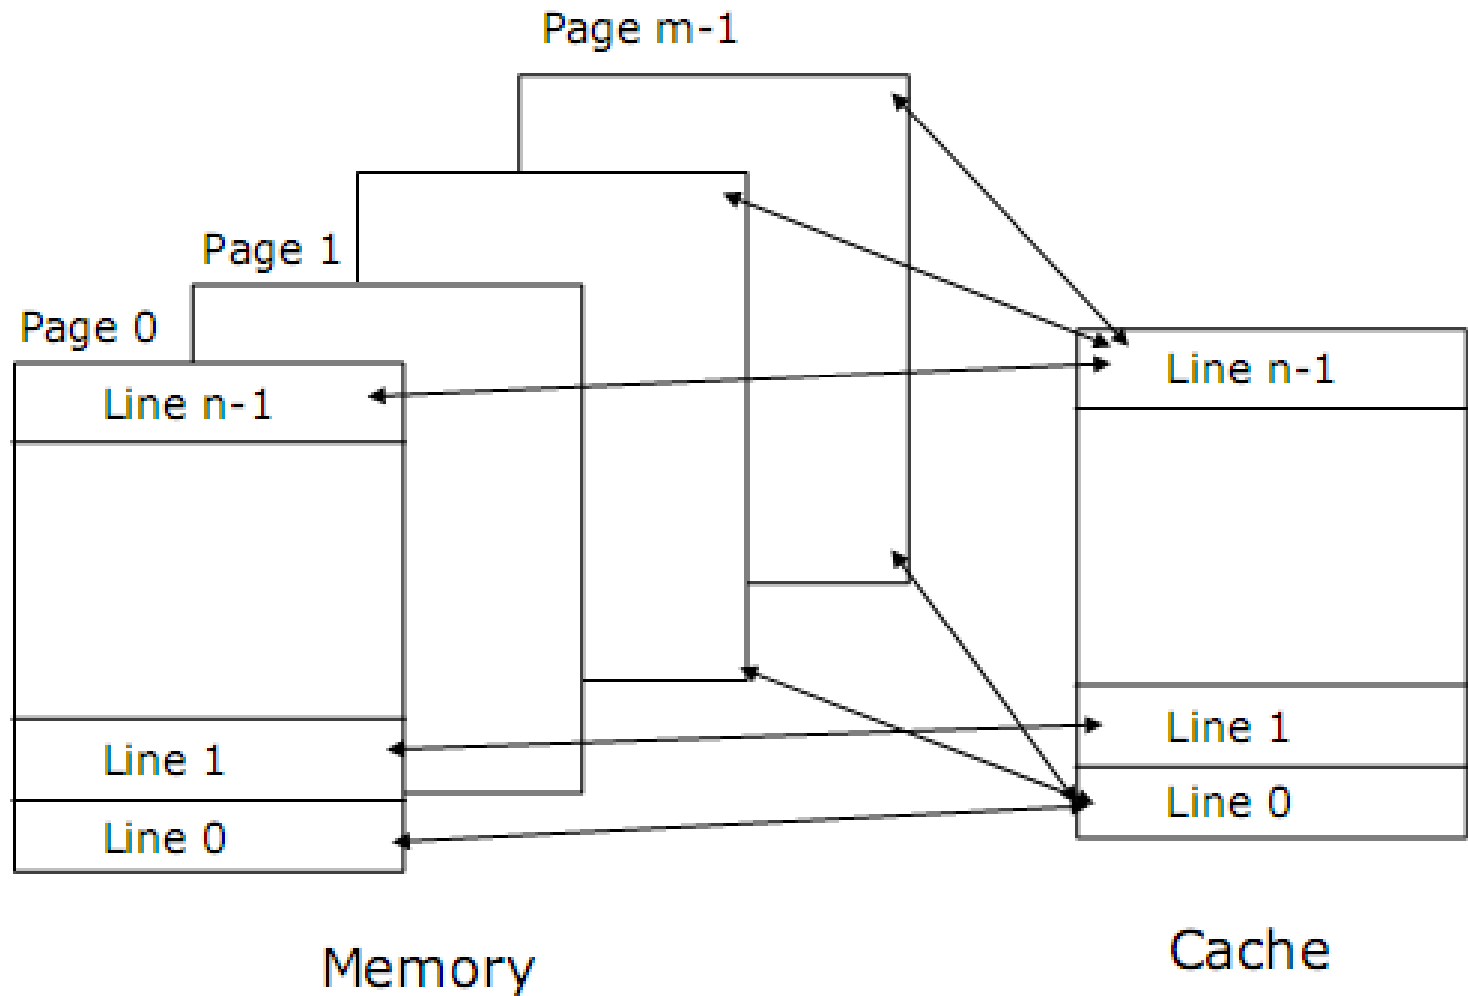 Page m-1
Page 1
Page 0
Line n-1
Line 1
Line 0
Line n-1
Line 1
Line 0
Memory
Cache